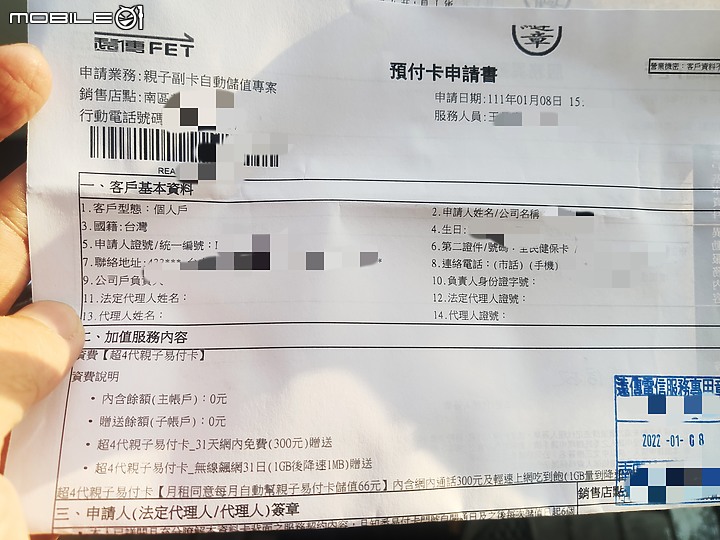 MOBILE01
遠傳FET
預付卡申請書
營業機密:客戶資料
申請業務:親子副卡自動儲值專案
申請日期:111年01月08日 15.
銷售店點:南區
服務人員:王
行動電話號碼
REA
一、客戶基本資料
1.客戶型態:個人戶
2.申請人姓名/公司名稱
3.國籍:台灣
4.生日:
5.申請人證號/統一編號:
6.第二證件/號碼:全民健保卡
7.聯絡地址:433***
8.連絡電話:(市話) (手機)
9.公司戶負責人
10.負責人身份證字號:
11.法定代理人姓名:
12.法定代理人證號:
13.代理人姓名:
14.代理人證號:
二、加值服務內容
資費【超4代親子易付卡】
資費說明
• 內含餘額(主帳戶):0元
• 贈送餘額(子帳戶):0元
• 超4代親子易付卡_31天網內免費(300元)贈送
• 超4代親子易付卡_無線飆網31日(1GB後降速1MB)贈送
遠傳電信服務專用章
2022 -01- 08
超4代親子易付卡【月租同意每月自動幫親子易付卡儲值66元】內含網內通話300元及輕速上網吃到飽(1GB量到降
銷售店點
三、申請人(法定代理人/代理人)簽章